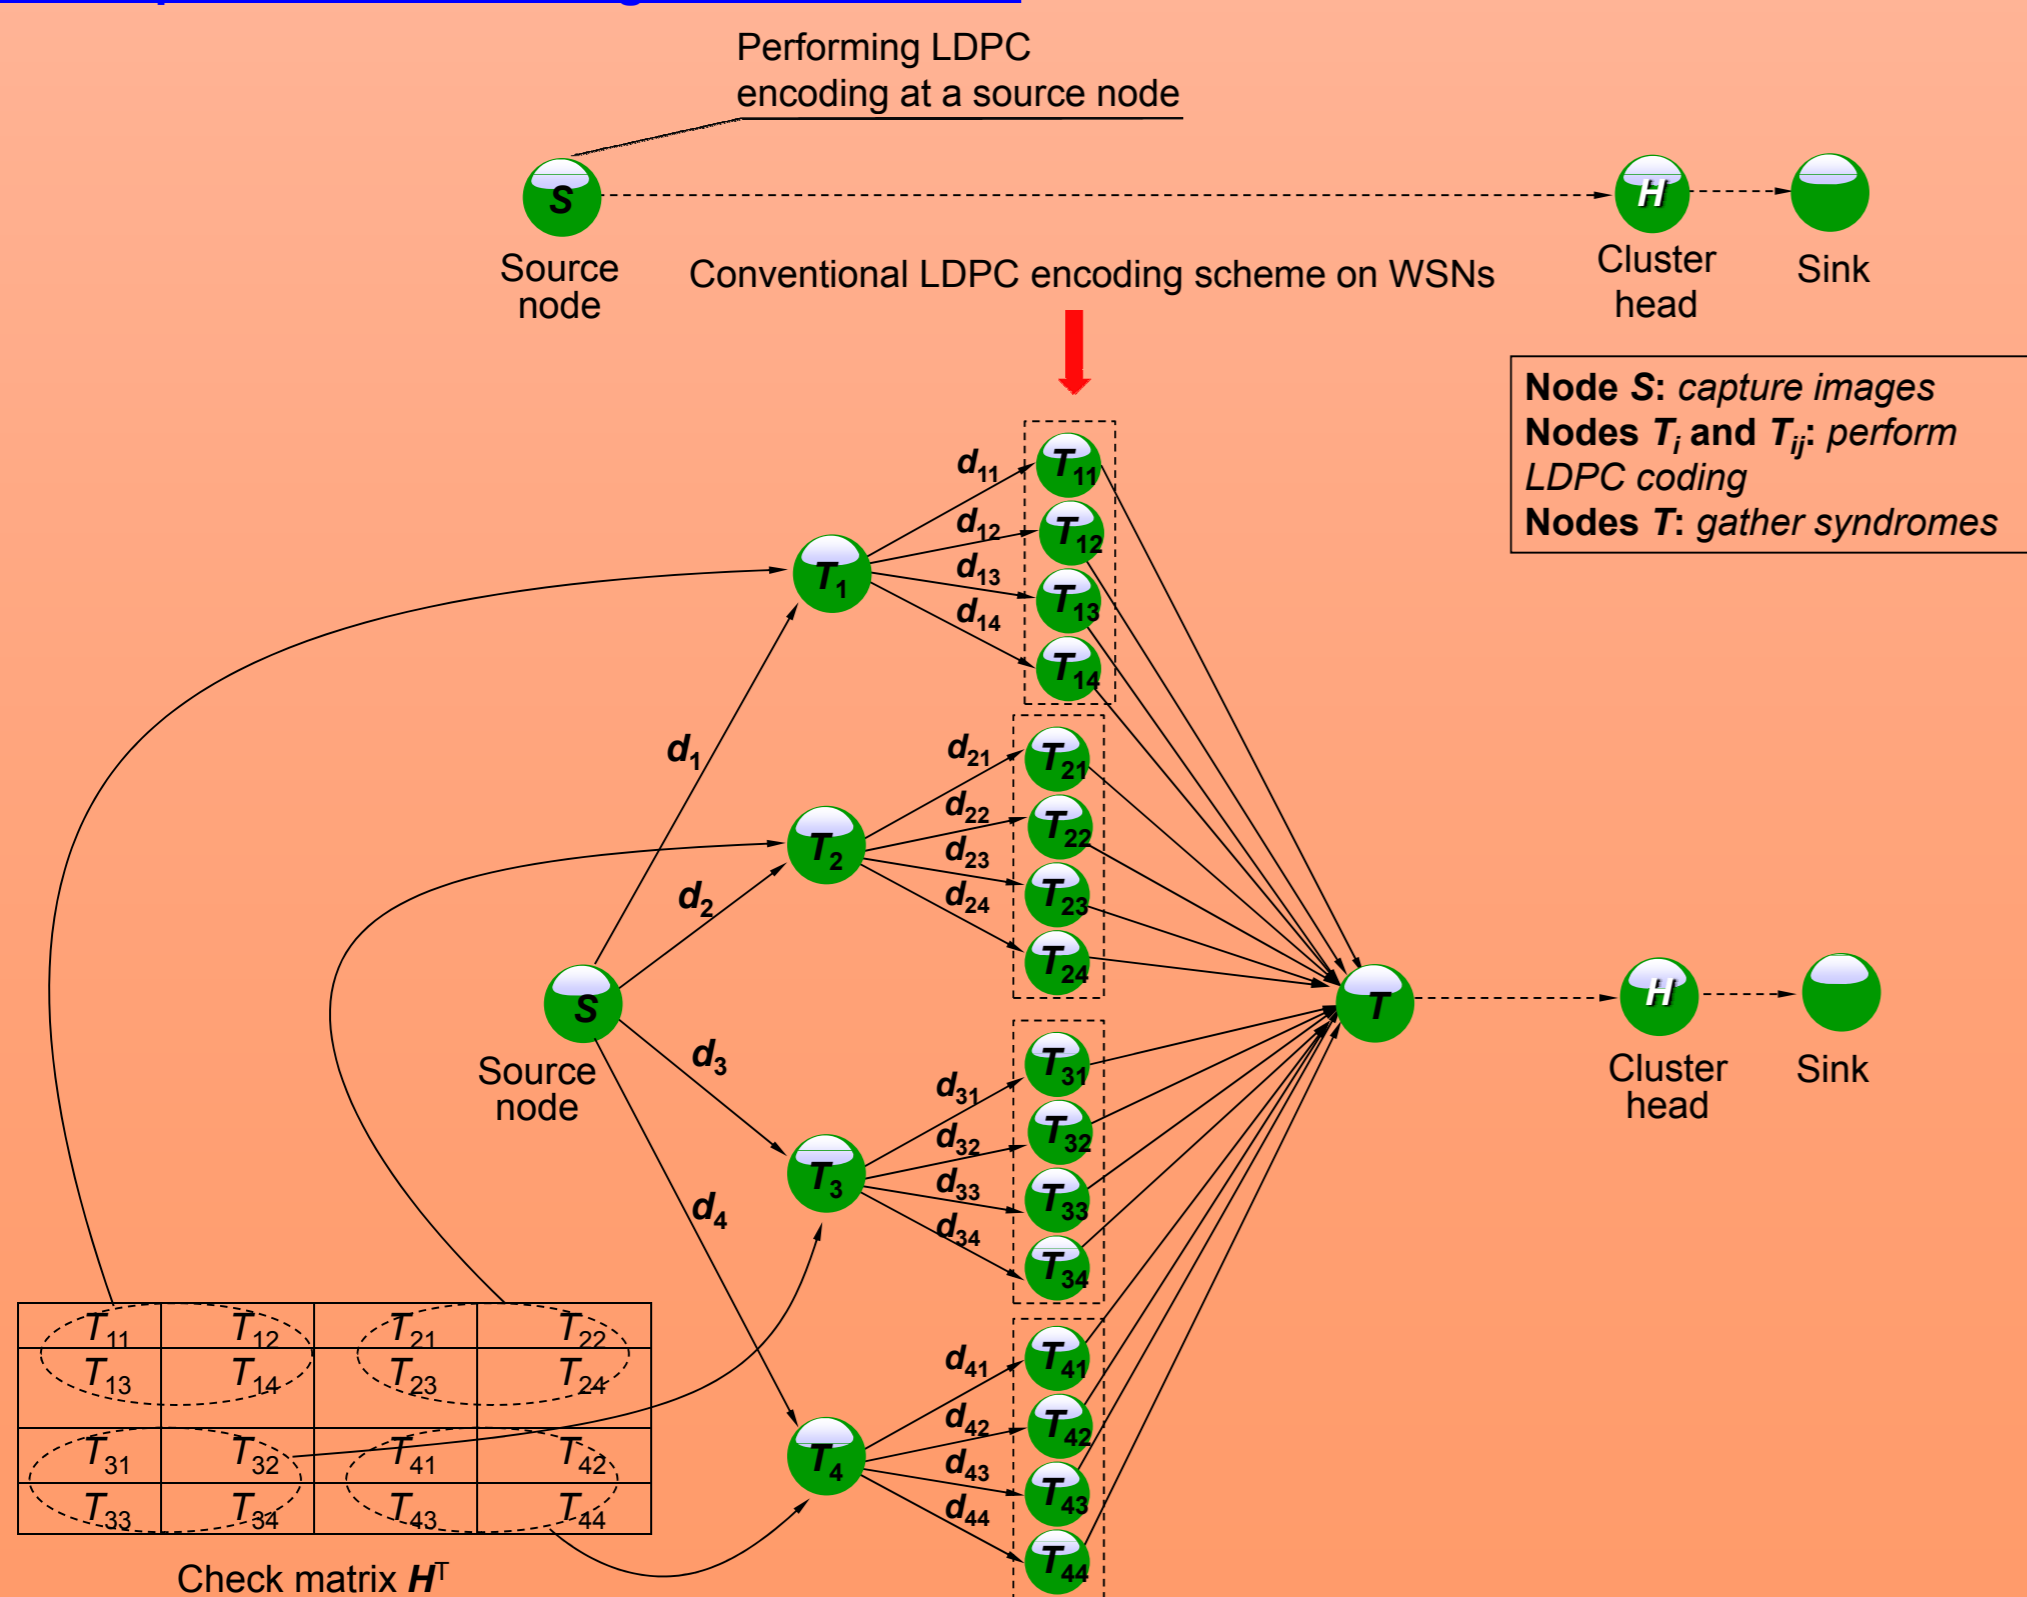 Performing LDPC
encoding at a source node
S
H
Source
node
Conventional LDPC encoding scheme on WSNs
Cluster
head
Sink
Node S: capture images
Nodes Ti and Tij: perform
LDPC coding
Nodes T: gather syndromes
d11
T11
d12
T12
T1
d13
T13
d14
T14
d1
d21
T21
d22
T22
T2
d23
T23
d2
d24
T24
S
T
H
Source
node
Cluster
head
Sink
d3
d31
T31
d32
T32
T3
d33
T33
d4
d34
T34
d41
T41
d42
T42
T4
d43
T43
d44
T44
T11 T12 T21 T22
T13 T14 T23 T24
T31 T32 T41 T42
T33 T34 T43 T44
Check matrix HT